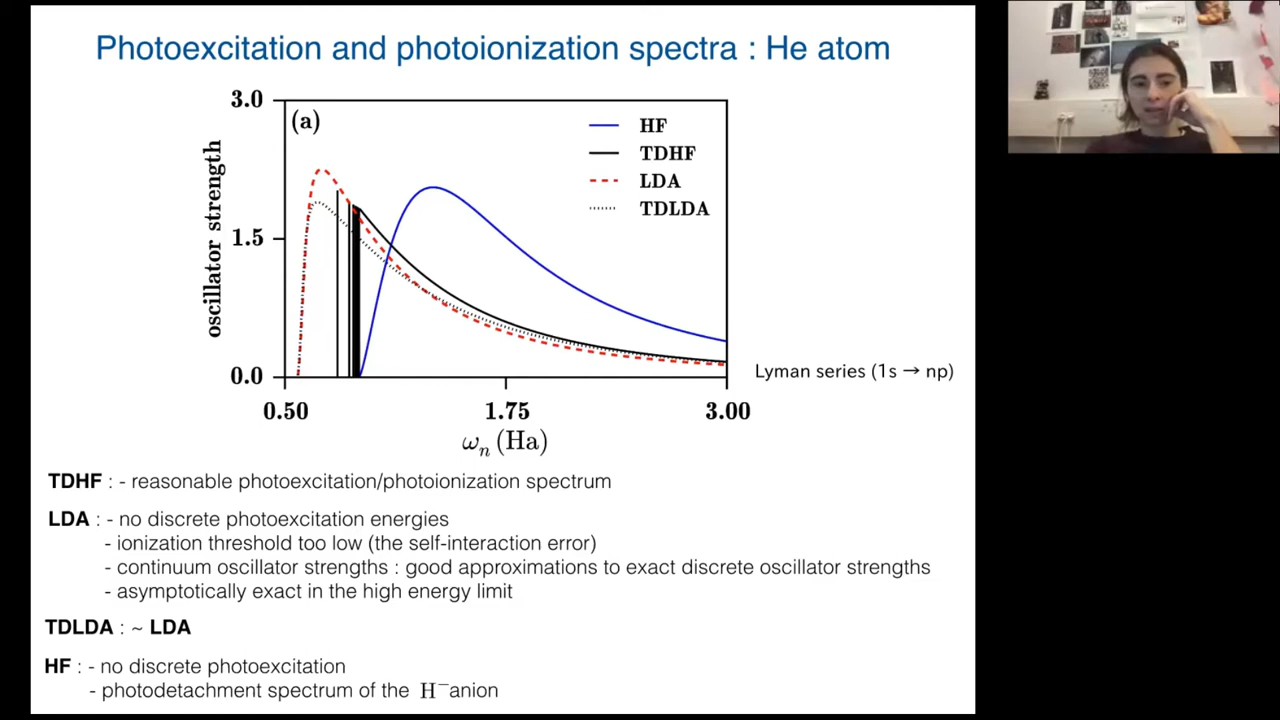 Photoexcitation and photoionization spectra : He atom
3.0
(a)
HF
TDHF
LDA
TDLDA
oscillator strength
1.5
0.0
Lyman series (1s → np)
0.50
1.75
3.00
ωn (Ha)
TDHF : - reasonable photoexcitation/photoionization spectrum
LDA : - no discrete photoexcitation energies
- ionization threshold too low (the self-interaction error)
- continuum oscillator strengths : good approximations to exact discrete oscillator strengths
- asymptotically exact in the high energy limit
TDLDA : ~ LDA
HF : - no discrete photoexcitation
- photodetachment spectrum of the H⁻ anion